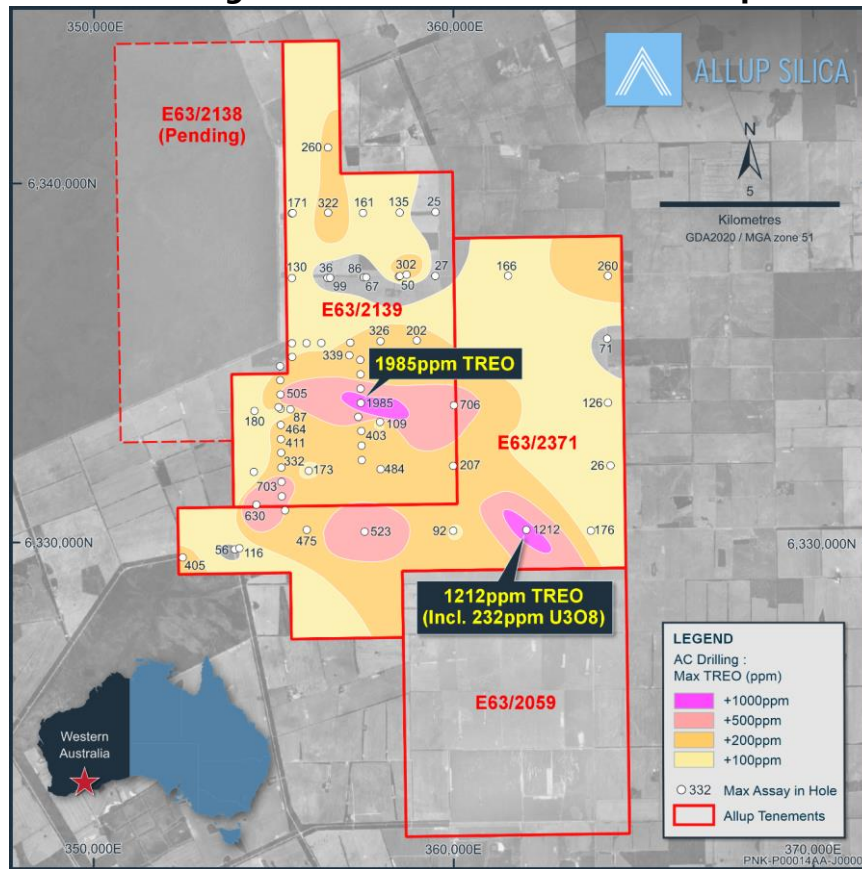 350,000E
360,000E
ALLUP SILICA
E63/2138
(Pending)
N
5
Kilometres
GDA2020 / MGA zone 51
6,340,000N
260
171
322
161
135
25
130
36
99
86
67
302
50
27
166
260
E63/2139
326
202
339
71
1985ppm TREO
505
1985
706
180
87
109
126
464
403
E63/2371
411
332
173
484
207
26
703
630
475
523
92
1212
176
6,330,000N
56
116
405
1212ppm TREO
(Incl. 232ppm U3O8)
E63/2059
Western
Australia
LEGEND
AC Drilling :
Max TREO (ppm)
+1000ppm
+500ppm
+200ppm
+100ppm
332 Max Assay in Hole
Allup Tenements
6,330,000N
350,000E
360,000E
370,000E
PNK-P00014AA-J0000